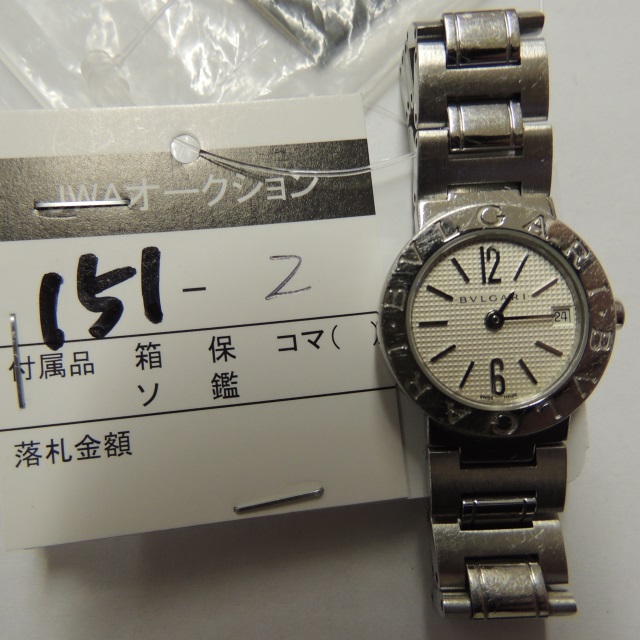 JWAオークション
151-2
付属品 箱 保 コマ( )
ソ 鑑
落札金額
BVLGARI BVLGARI
12
BVLGARI
24
6